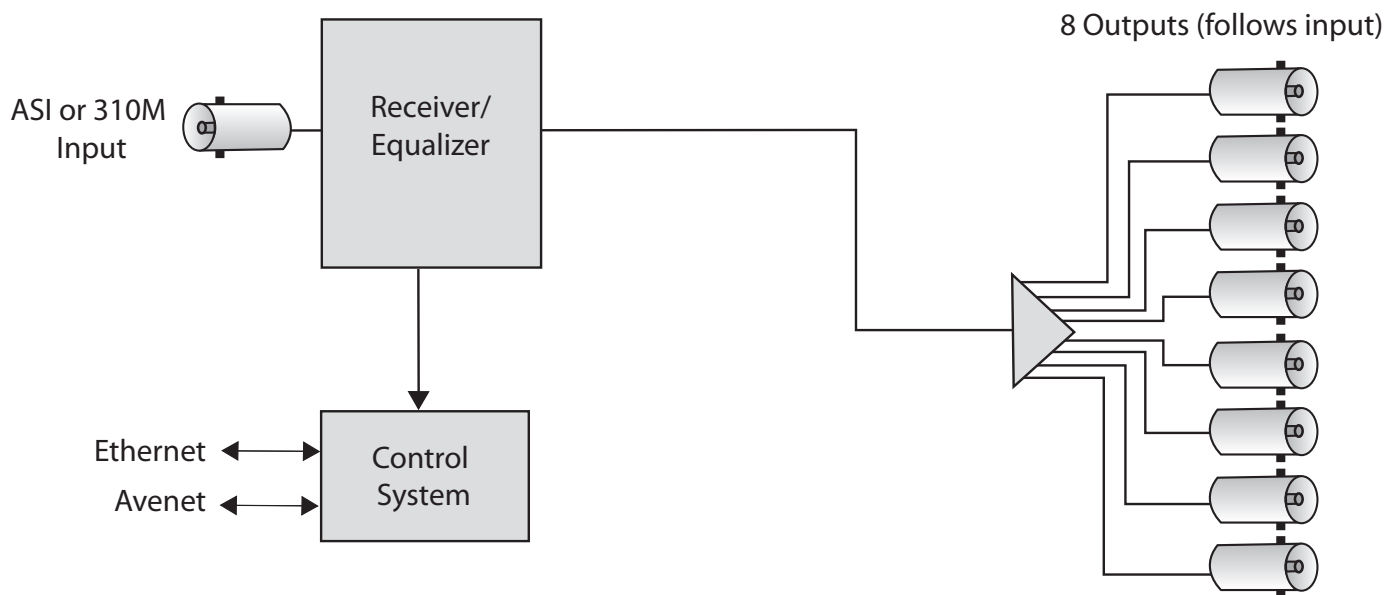 8 Outputs (follows input)
ASI or 310M
Input
Receiver/
Equalizer
Control
System
Ethernet
Avenet